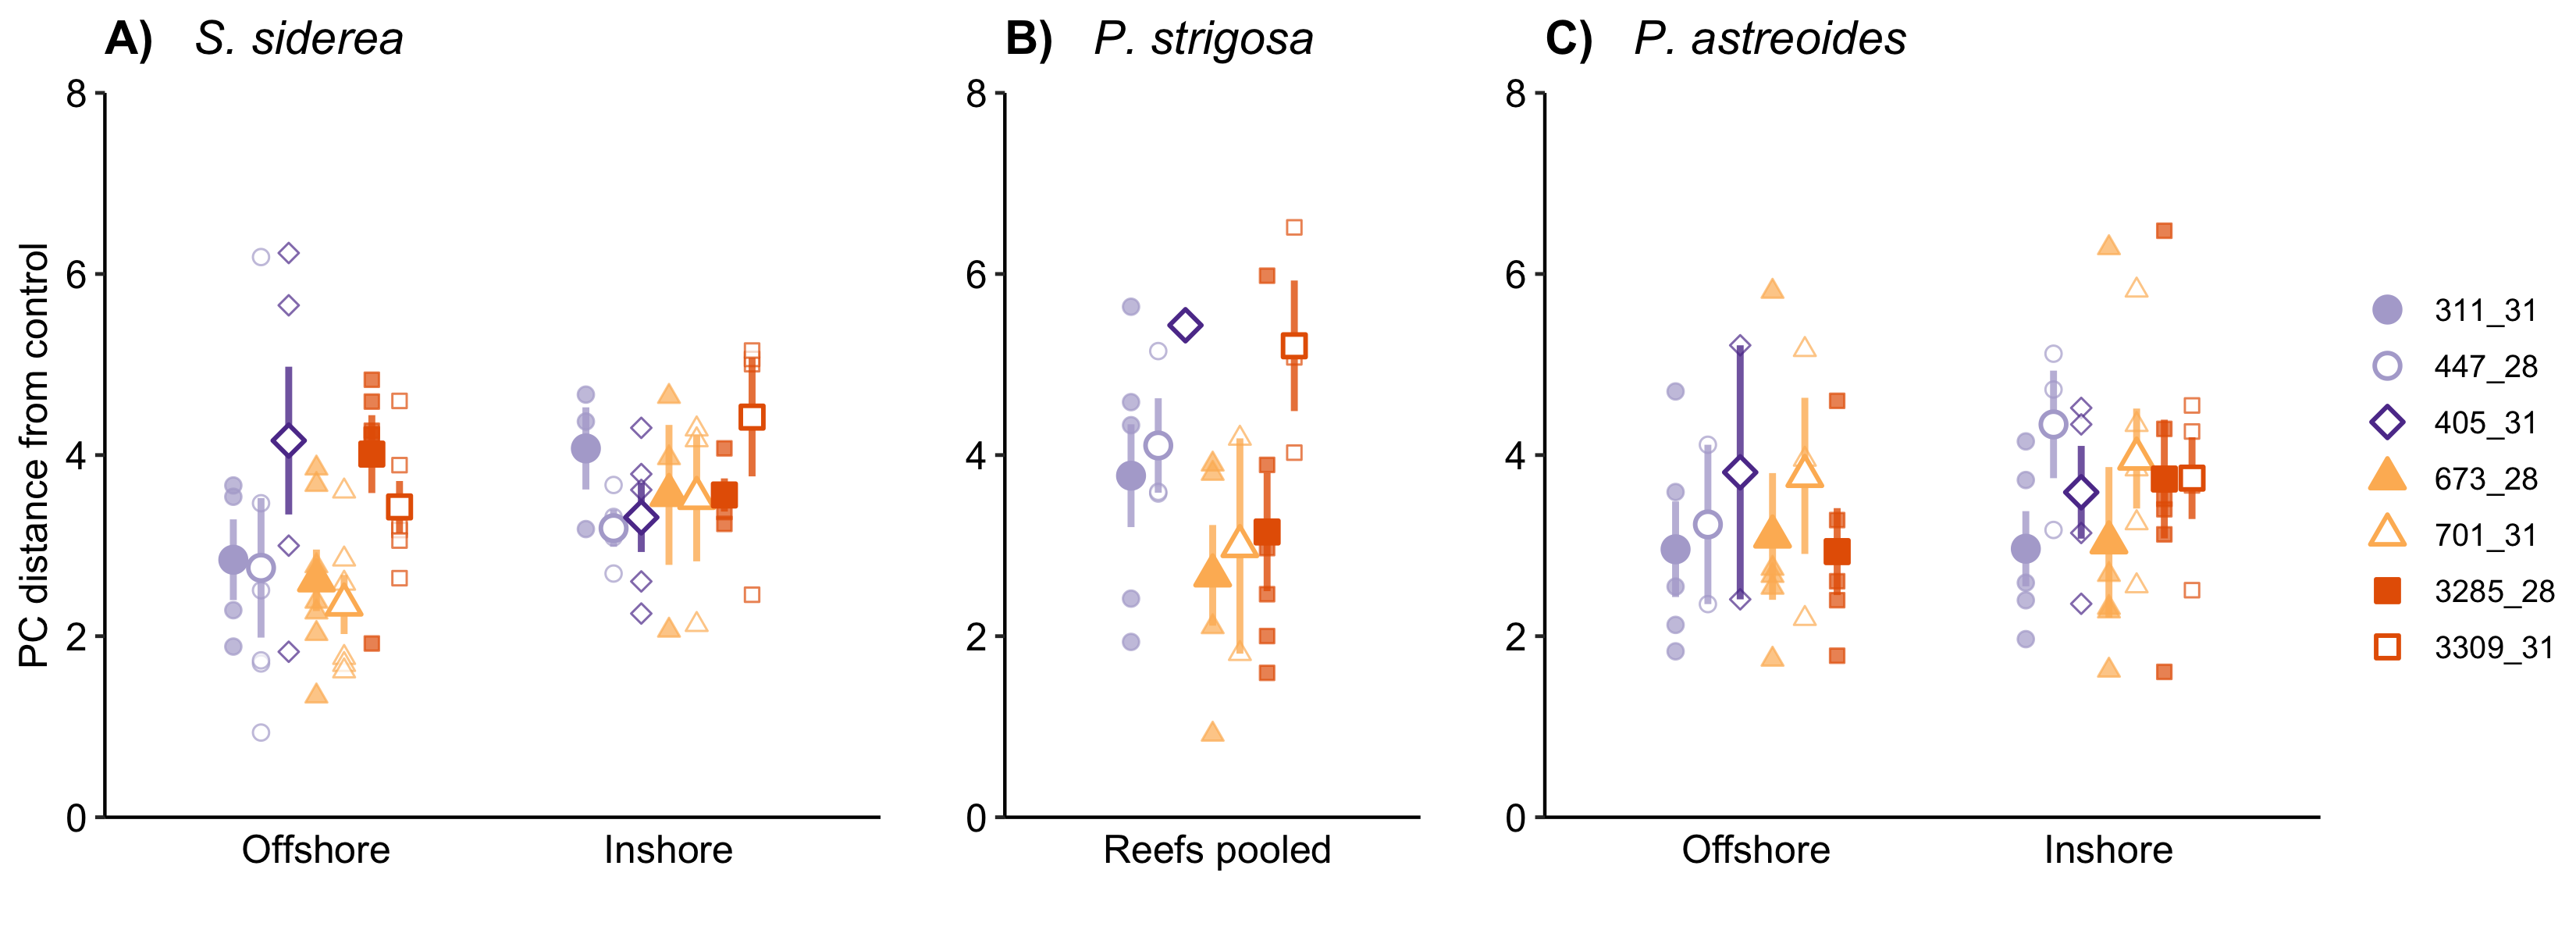 A) S. siderea
B) P. strigosa
C) P. astreoides
PC distance from control
8
6
4
2
0
Offshore
Inshore
8
6
4
2
0
Reefs pooled
8
6
4
2
0
Offshore
Inshore
311_31
447_28
405_31
673_28
701_31
3285_28
3309_31